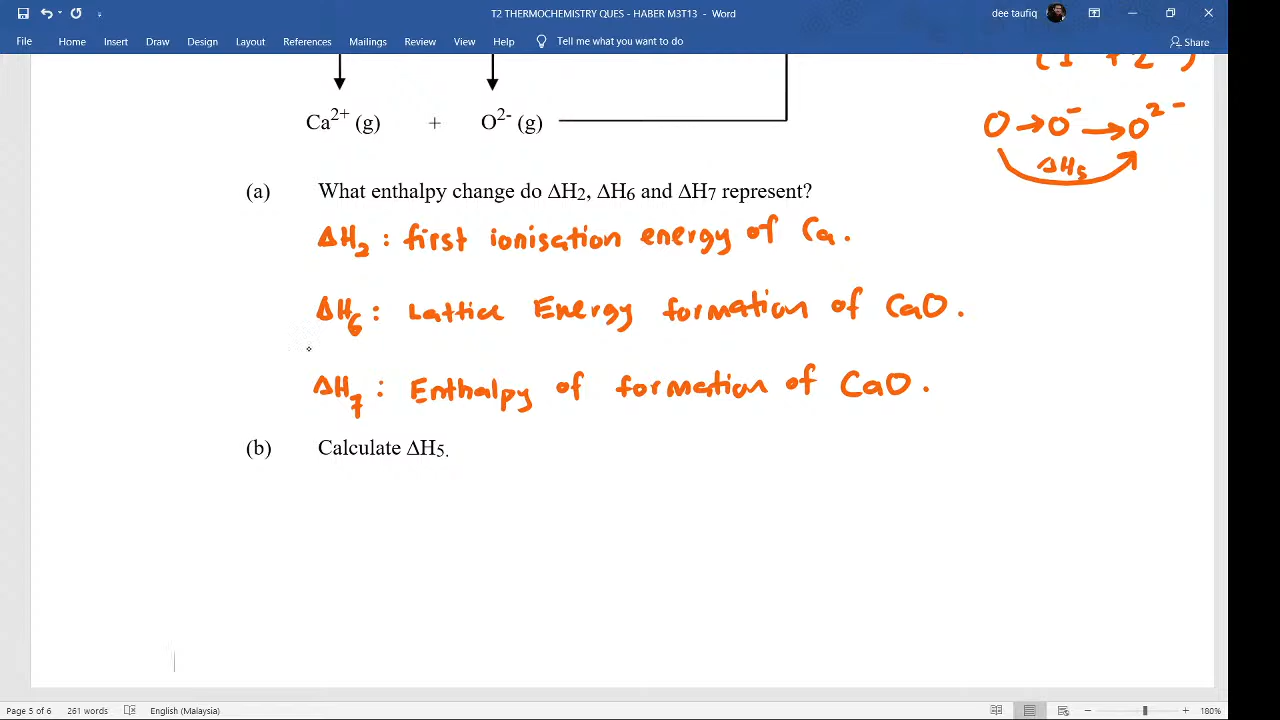 T2 THERMOCHEMISTRY QUES - HABER M3T13 - Word
dee taufiq
File Home Insert Draw Design Layout References Mailings Review View Help Tell me what you want to do Share
Ca²⁺ (g) + O²⁻ (g)
O → O⁻ → O²⁻
ΔH₅
(a) What enthalpy change do ΔH2, ΔH6 and ΔH7 represent?
ΔH₂ : first ionisation energy of Ca.
ΔH₆ : Lattice Energy formation of CaO.
ΔH₇ : Enthalpy of formation of CaO.
(b) Calculate ΔH5.
Page 5 of 6 261 words English (Malaysia) 180%